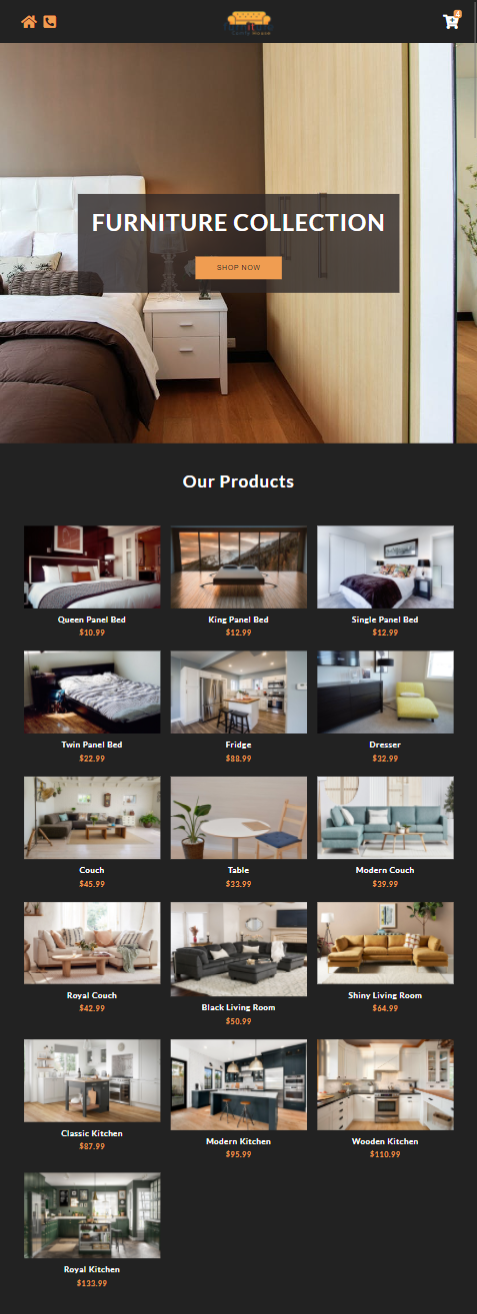 4
FURNITURE COLLECTION
SHOP NOW
Our Products
Queen Panel Bed
$10.99
King Panel Bed
$12.99
Single Panel Bed
$12.99
Twin Panel Bed
$22.99
Fridge
$88.99
Dresser
$32.99
Couch
$45.99
Table
$33.99
Modern Couch
$39.99
Royal Couch
$42.99
Black Living Room
$50.99
Shiny Living Room
$64.99
Classic Kitchen
$87.99
Modern Kitchen
$95.99
Wooden Kitchen
$110.99
Royal Kitchen
$133.99